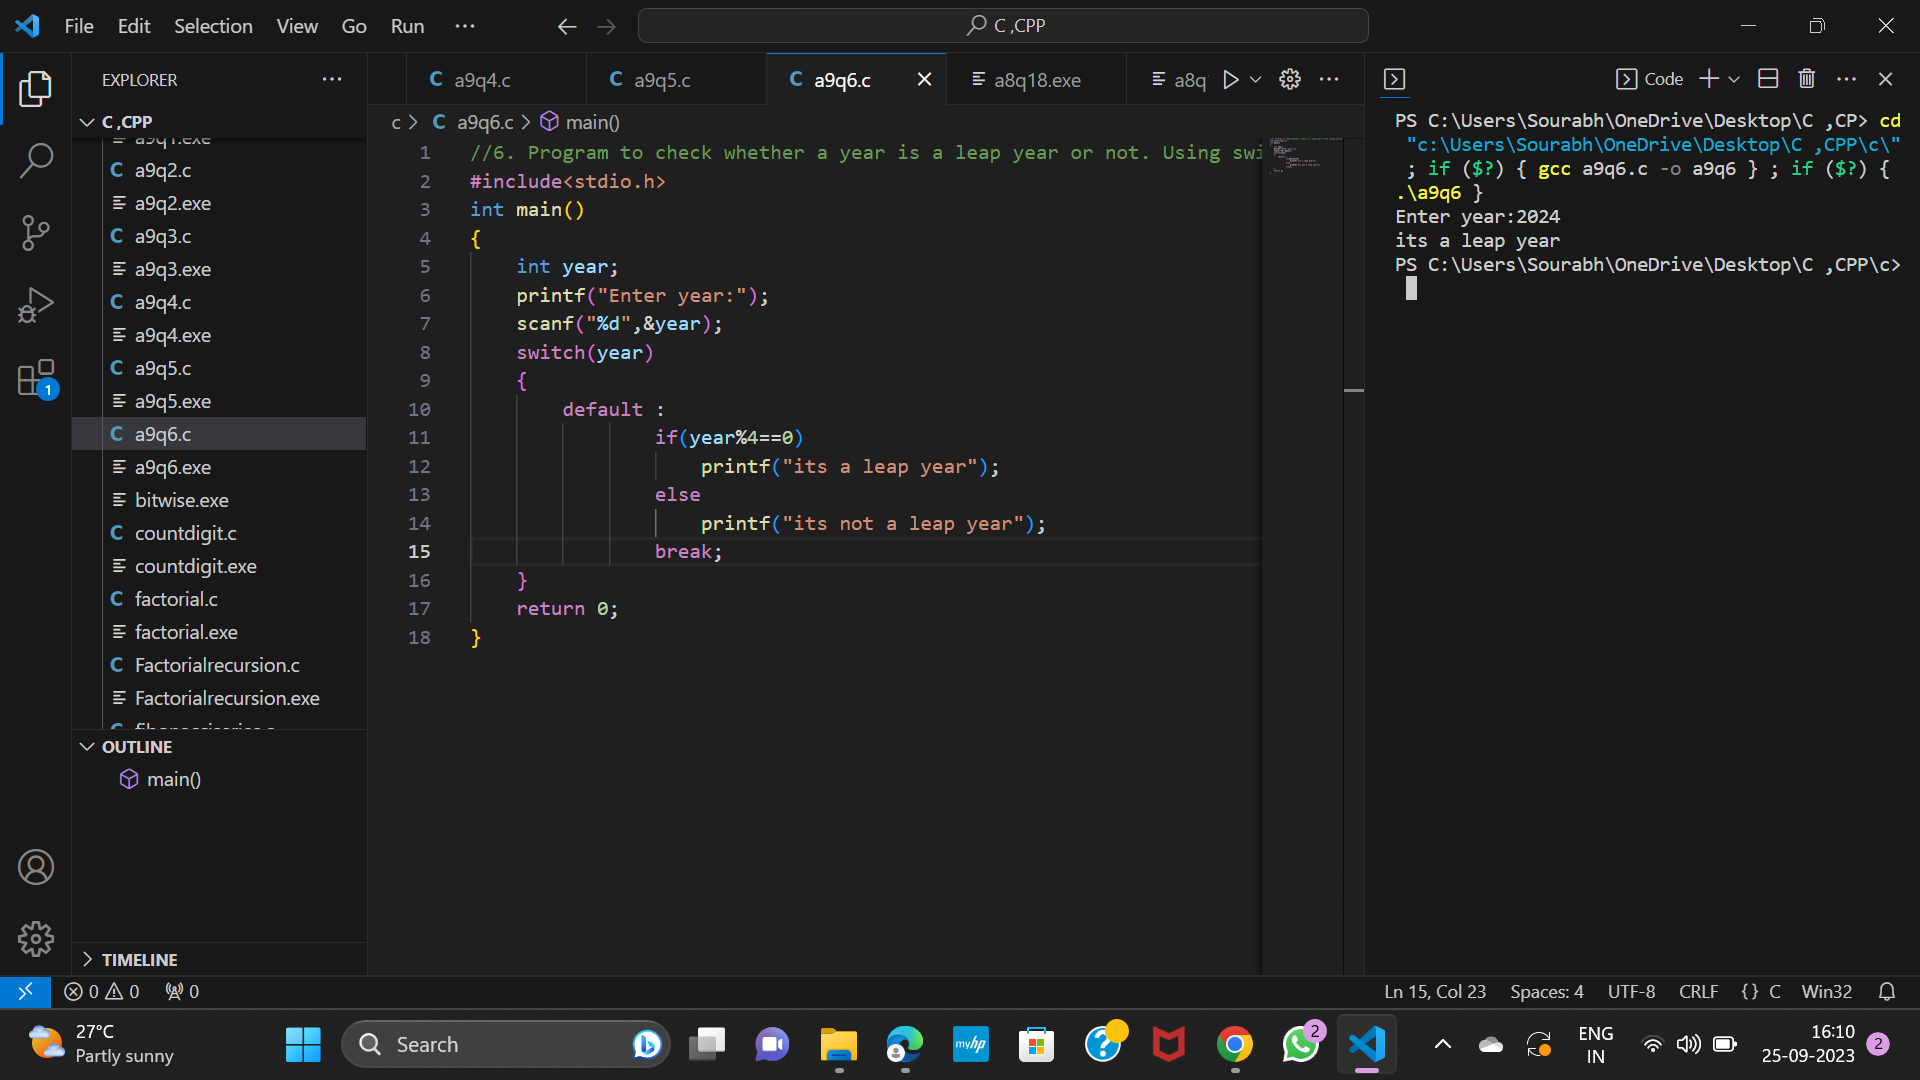 File Edit Selection View Go Run ...
C ,CPP
EXPLORER
C ,CPP
a9q1.exe
a9q2.c
a9q2.exe
a9q3.c
a9q3.exe
a9q4.c
a9q4.exe
a9q5.c
a9q5.exe
a9q6.c
a9q6.exe
bitwise.exe
countdigit.c
countdigit.exe
factorial.c
factorial.exe
Factorialrecursion.c
Factorialrecursion.exe
OUTLINE
main()
TIMELINE
1
a9q4.c a9q5.c a9q6.c a8q18.exe a8q
c > C a9q6.c > main()
1 //6. Program to check whether a year is a leap year or not. Using swi
2 #include<stdio.h>
3 int main()
4 {
5 int year;
6 printf("Enter year:");
7 scanf("%d",&year);
8 switch(year)
9 {
10 default :
11 if(year%4==0)
12 printf("its a leap year");
13 else
14 printf("its not a leap year");
15 break;
16 }
17 return 0;
18 }
Code
PS C:\Users\Sourabh\OneDrive\Desktop\C ,CP> cd
"c:\Users\Sourabh\OneDrive\Desktop\C ,CPP\c\"
; if ($?) { gcc a9q6.c -o a9q6 } ; if ($?) {
.\a9q6 }
Enter year:2024
its a leap year
PS C:\Users\Sourabh\OneDrive\Desktop\C ,CPP\c>
0 0 0
Ln 15, Col 23 Spaces: 4 UTF-8 CRLF {} C Win32
27°C
Partly sunny
Search
myhp
2
ENG
IN
16:10
25-09-2023
2